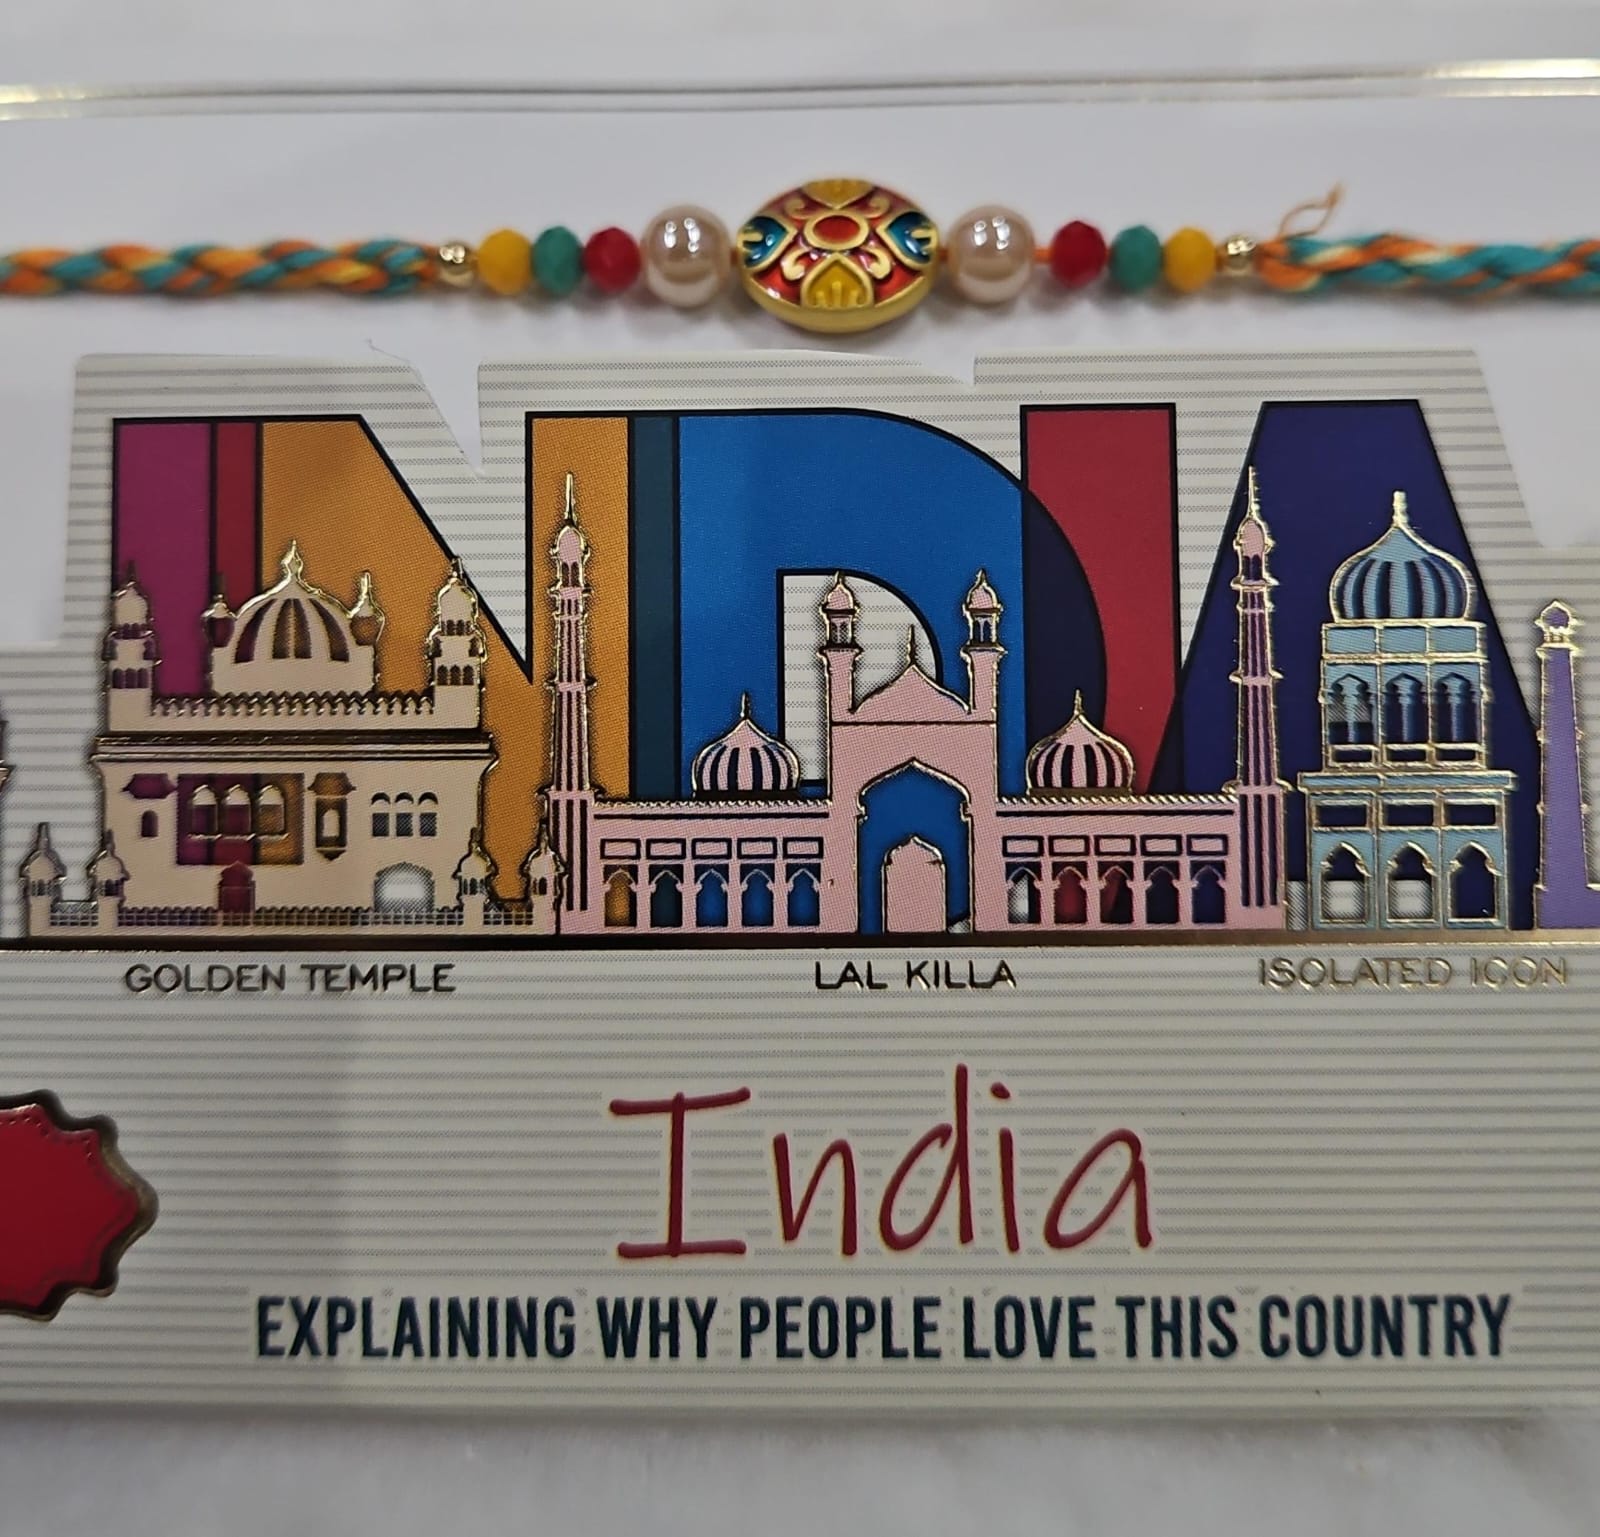 INDIA
GOLDEN TEMPLE LAL KILLA ISOLATED ICON
India
EXPLAINING WHY PEOPLE LOVE THIS COUNTRY